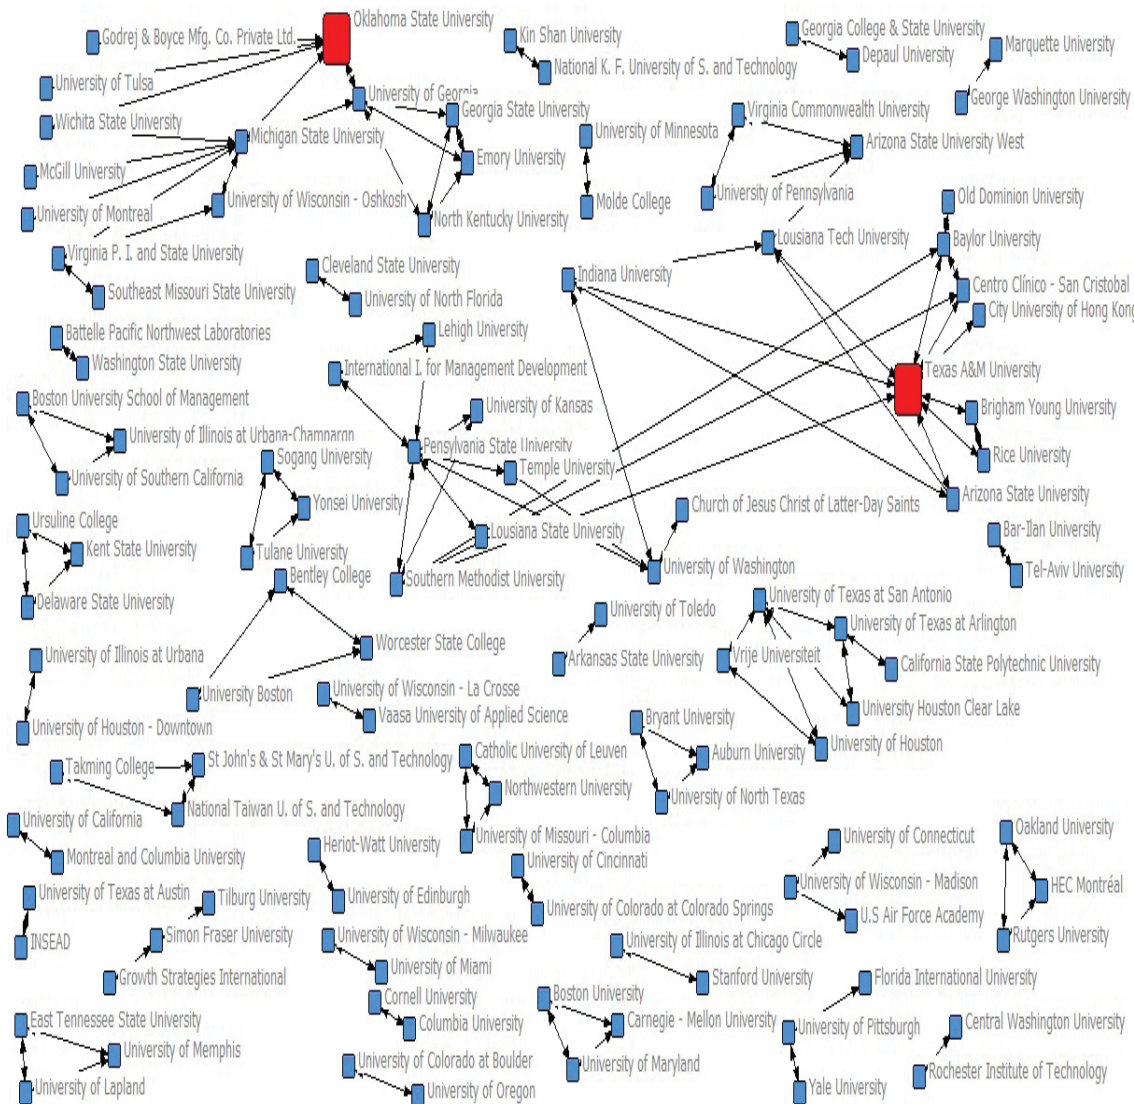 Oklahoma State University
Godrej & Boyce Mfg. Co. Private Ltd.
Kin Shan University
Georgia College & State University
Marquette University
Depaul University
National K. F. University of S. and Technology
University of Tulsa
University of Georgia
George Washington University
Georgia State University
Virginia Commonwealth University
Wichita State University
Michigan State University
University of Minnesota
Arizona State University West
Emory University
McGill University
University of Pennsylvania
Old Dominion University
University of Wisconsin - Oshkosh
Molde College
University of Montreal
North Kentucky University
Lousiana Tech University
Baylor University
Virginia P. I. and State University
Cleveland State University
Indiana University
Centro Clínico - San Cristobal
Southeast Missouri State University
University of North Florida
City University of Hong Kong
Battelle Pacific Northwest Laboratories
Lehigh University
Washington State University
International I. for Management Development
Texas A&M University
Boston University School of Management
University of Kansas
Brigham Young University
University of Illinois at Urbana-Champaron
Pensylvania State University
Sogang University
Temple University
Rice University
University of Southern California
Yonsei University
Church of Jesus Christ of Latter-Day Saints
Arizona State University
Ursuline College
Lousiana State University
Bar-Ilan University
Kent State University
Tulane University
University of Washington
Bentley College
Southern Methodist University
Tel-Aviv University
Delaware State University
University of Toledo
University of Texas at San Antonio
University of Texas at Arlington
Worcester State College
University of Illinois at Urbana
Arkansas State University
Vrije Universiteit
California State Polytechnic University
University Boston
University of Wisconsin - La Crosse
University Houston Clear Lake
Vaasa University of Applied Science
Bryant University
University of Houston - Downtown
University of Houston
Catholic University of Leuven
Auburn University
Takming College
St John's & St Mary's U. of S. and Technology
Northwestern University
University of North Texas
National Taiwan U. of S. and Technology
University of California
University of Missouri - Columbia
University of Connecticut
Oakland University
Heriot-Watt University
Montreal and Columbia University
University of Cincinnati
University of Wisconsin - Madison
HEC Montréal
University of Texas at Austin
Tilburg University
University of Edinburgh
University of Colorado at Colorado Springs
U.S Air Force Academy
Simon Fraser University
University of Wisconsin - Milwaukee
University of Illinois at Chicago Circle
Rutgers University
INSEAD
University of Miami
Growth Strategies International
Stanford University
Florida International University
Cornell University
Boston University
East Tennessee State University
Columbia University
Carnegie - Mellon University
University of Pittsburgh
Central Washington University
University of Memphis
University of Colorado at Boulder
University of Maryland
Rochester Institute of Technology
University of Lapland
University of Oregon
Yale University